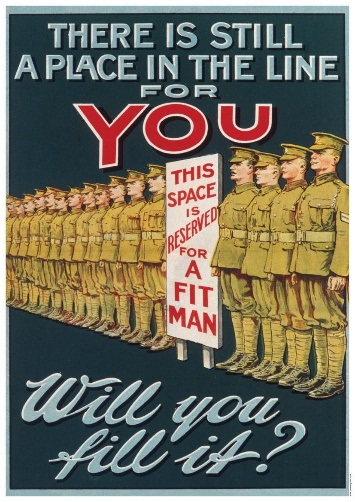 THERE IS STILL
A PLACE IN THE LINE
FOR
YOU
THIS
SPACE
IS
RESERVED
FOR
A
FIT
MAN
Will you
fill it?